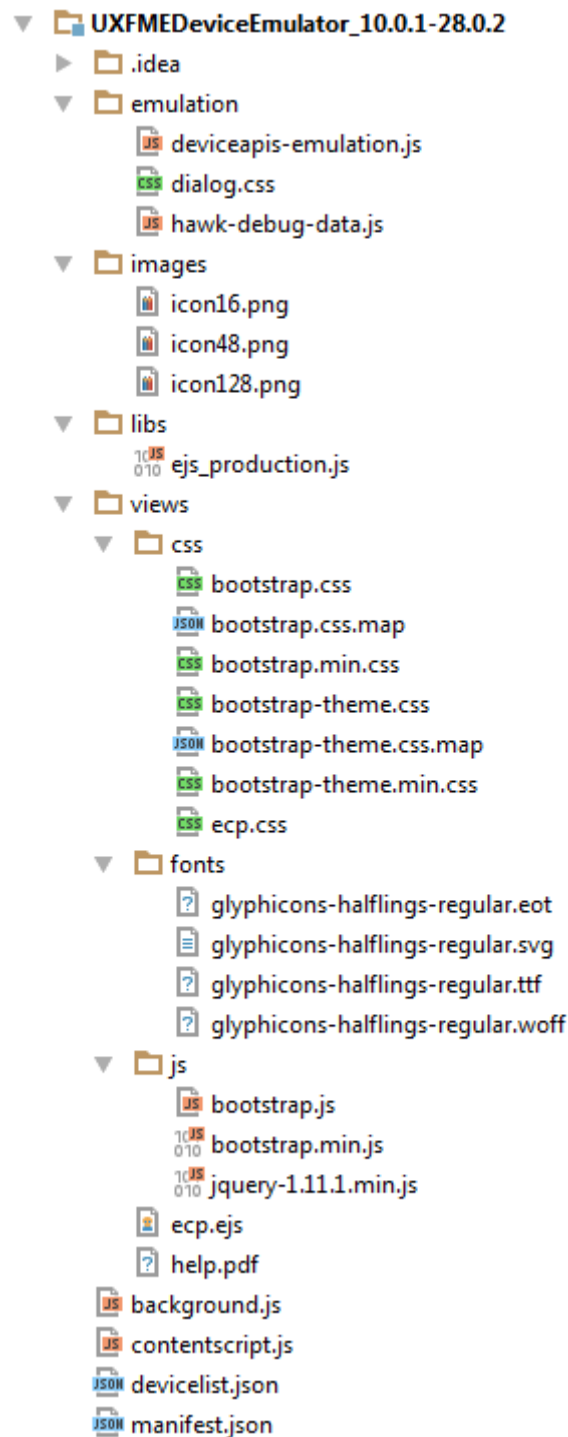 UXFMEDeviceEmulator_10.0.1-28.0.2
.idea
emulation
deviceapis-emulation.js
dialog.css
hawk-debug-data.js
images
icon16.png
icon48.png
icon128.png
libs
ejs_production.js
views
css
bootstrap.css
bootstrap.css.map
bootstrap.min.css
bootstrap-theme.css
bootstrap-theme.css.map
bootstrap-theme.min.css
ecp.css
fonts
glyphicons-halflings-regular.eot
glyphicons-halflings-regular.svg
glyphicons-halflings-regular.ttf
glyphicons-halflings-regular.woff
js
bootstrap.js
bootstrap.min.js
jquery-1.11.1.min.js
ecp.ejs
help.pdf
background.js
contentscript.js
devicelist.json
manifest.json